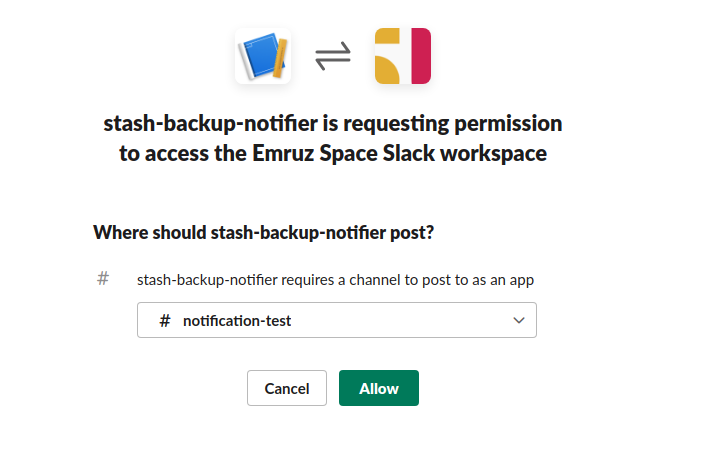 stash-backup-notifier is requesting permission
to access the Emruz Space Slack workspace
Where should stash-backup-notifier post?
# stash-backup-notifier requires a channel to post to as an app
# notification-test
Cancel Allow